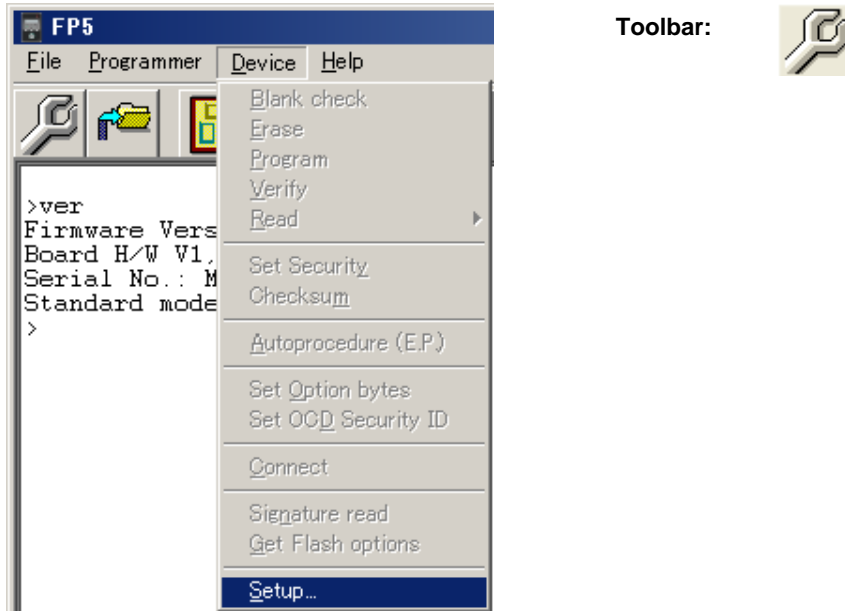 FP5
Toolbar:
File Programmer Device Help
Blank check
Erase
Program
Verify
Read
Set Security
Checksum
Autoprocedure (E.P.)
Set Option bytes
Set OCD Security ID
Connect
Signature read
Get Flash options
Setup...
>ver
Firmware Vers
Board H/W V1,
Serial No.: M
Standard mode
>